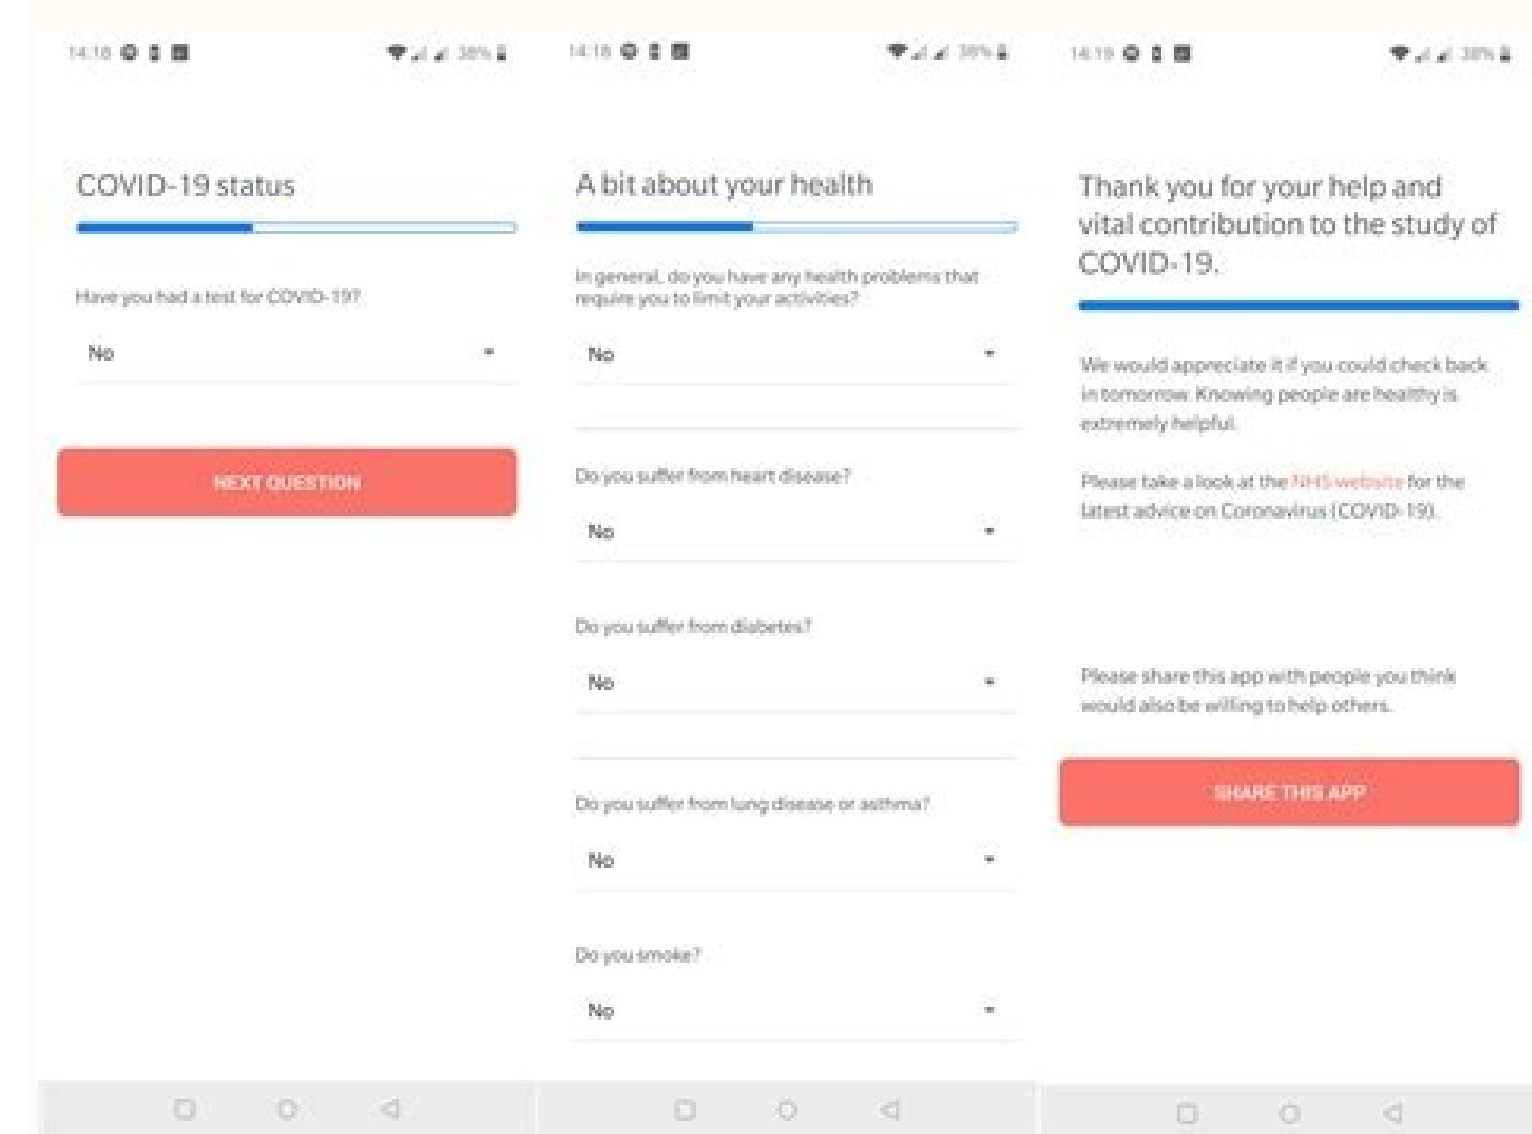 14:18
38%
COVID-19 status
Have you had a test for COVID-19?
No
NEXT QUESTION
14:18
38%
A bit about your health
In general, do you have any health problems that
require you to limit your activities?
No
Do you suffer from heart disease?
No
Do you suffer from diabetes?
No
Do you suffer from lung disease or asthma?
No
Do you smoke?
No
14:19
38%
Thank you for your help and
vital contribution to the study of
COVID-19.
We would appreciate it if you could check back
in tomorrow. Knowing people are healthy is
extremely helpful.
Please take a look at the NHS website for the
latest advice on Coronavirus (COVID-19).
Please share this app with people you think
would also be willing to help others.
SHARE THIS APP